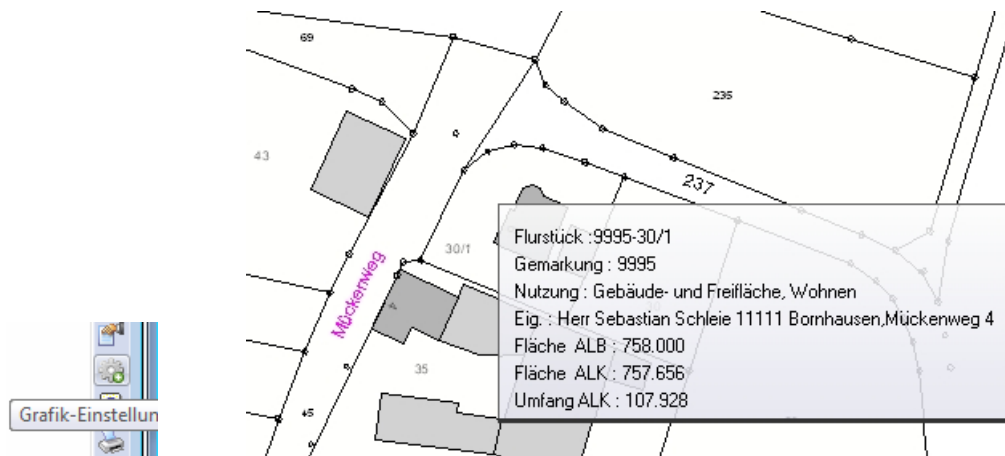 69
236
43
237
30/1
Mückenweg
4
35
45
Flurstück :9995-30/1
Gemarkung : 9995
Nutzung : Gebäude- und Freifläche, Wohnen
Eig. : Herr Sebastian Schleie 11111 Bornhausen,Mückenweg 4
Fläche ALB : 758.000
Fläche ALK : 757.656
Umfang ALK : 107.928
Grafik-Einstellun